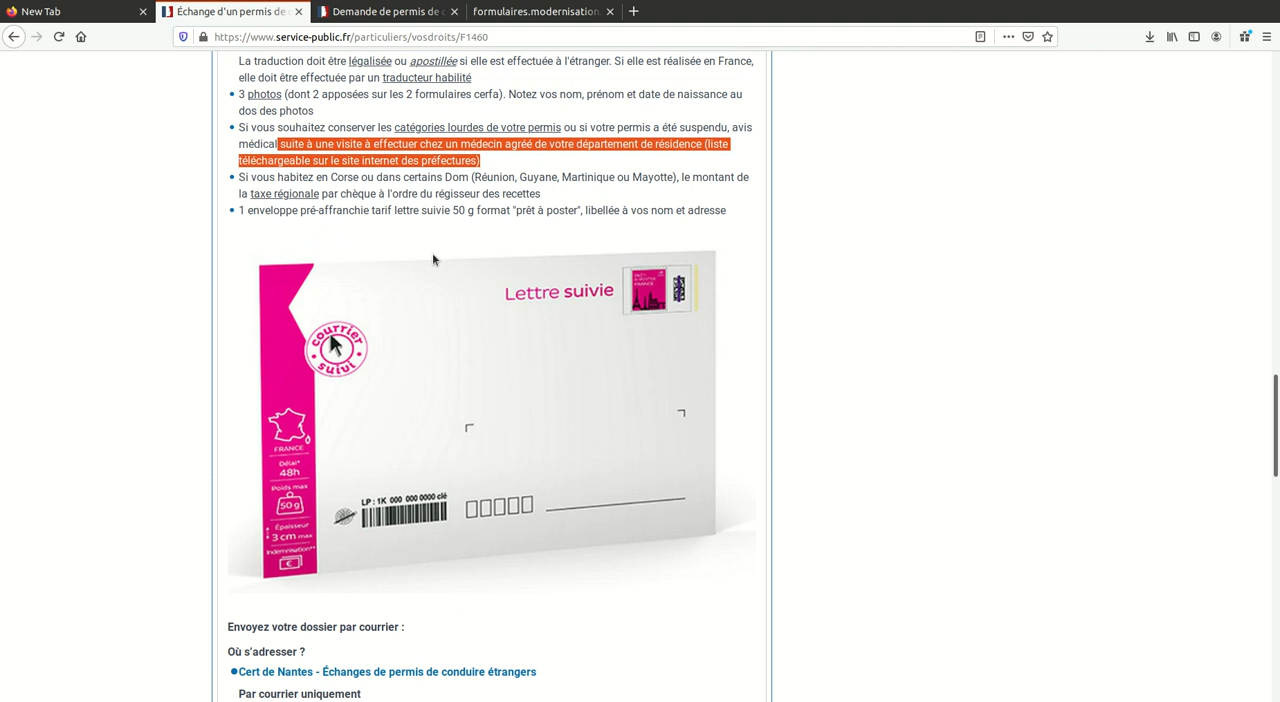 New Tab
Échange d'un permis de c
Demande de permis de c
formulaires.modernisation.
https://www.service-public.fr/particuliers/vosdroits/F1460
La traduction doit être légalisée ou apostillée si elle est effectuée à l'étranger. Si elle est réalisée en France,
elle doit être effectuée par un traducteur habilité
3 photos (dont 2 apposées sur les 2 formulaires cerfa). Notez vos nom, prénom et date de naissance au
dos des photos
Si vous souhaitez conserver les catégories lourdes de votre permis ou si votre permis a été suspendu, avis
médical suite à une visite à effectuer chez un médecin agréé de votre département de résidence (liste
téléchargeable sur le site internet des préfectures)
Si vous habitez en Corse ou dans certains Dom (Réunion, Guyane, Martinique ou Mayotte), le montant de
la taxe régionale par chèque à l'ordre du régisseur des recettes
1 enveloppe pré-affranchie tarif lettre suivie 50 g format "prêt à poster", libellée à vos nom et adresse
Lettre suivie
courrier
suivi
FRANCE
Délai*
48h
Poids max
50 g
Épaisseur
3 cm max
Indemnisation**
€
LP : 1K 000 000 0000 clé
Envoyez votre dossier par courrier :
Où s'adresser ?
Cert de Nantes - Échanges de permis de conduire étrangers
Par courrier uniquement